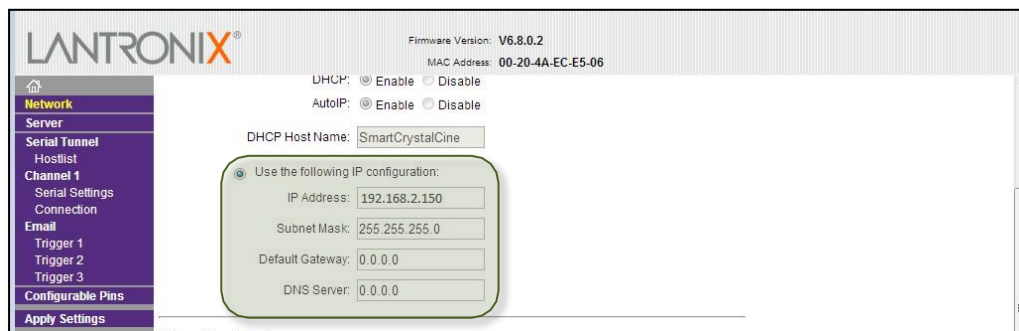 LANTRONIX®
Firmware Version: V6.8.0.2
MAC Address: 00-20-4A-EC-E5-06
Network
Server
Serial Tunnel
Hostlist
Channel 1
Serial Settings
Connection
Email
Trigger 1
Trigger 2
Trigger 3
Configurable Pins
Apply Settings
DHCP: Enable Disable
AutoIP: Enable Disable
DHCP Host Name: SmartCrystalCine
Use the following IP configuration:
IP Address: 192.168.2.150
Subnet Mask: 255.255.255.0
Default Gateway: 0.0.0.0
DNS Server: 0.0.0.0